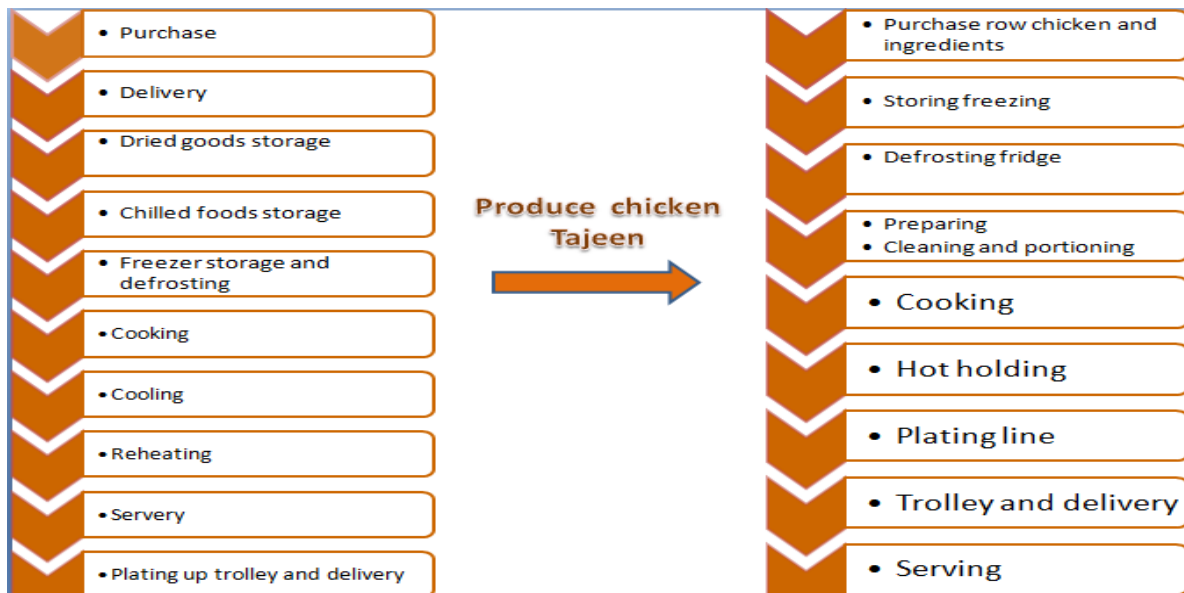 • Purchase
• Delivery
• Dried goods storage
• Chilled foods storage
• Freezer storage and
defrosting
• Cooking
• Cooling
• Reheating
• Servery
• Plating up trolley and delivery
Produce chicken
Tajeen
• Purchase row chicken and
ingredients
• Storing freezing
• Defrosting fridge
• Preparing
• Cleaning and portioning
• Cooking
• Hot holding
• Plating line
• Trolley and delivery
• Serving